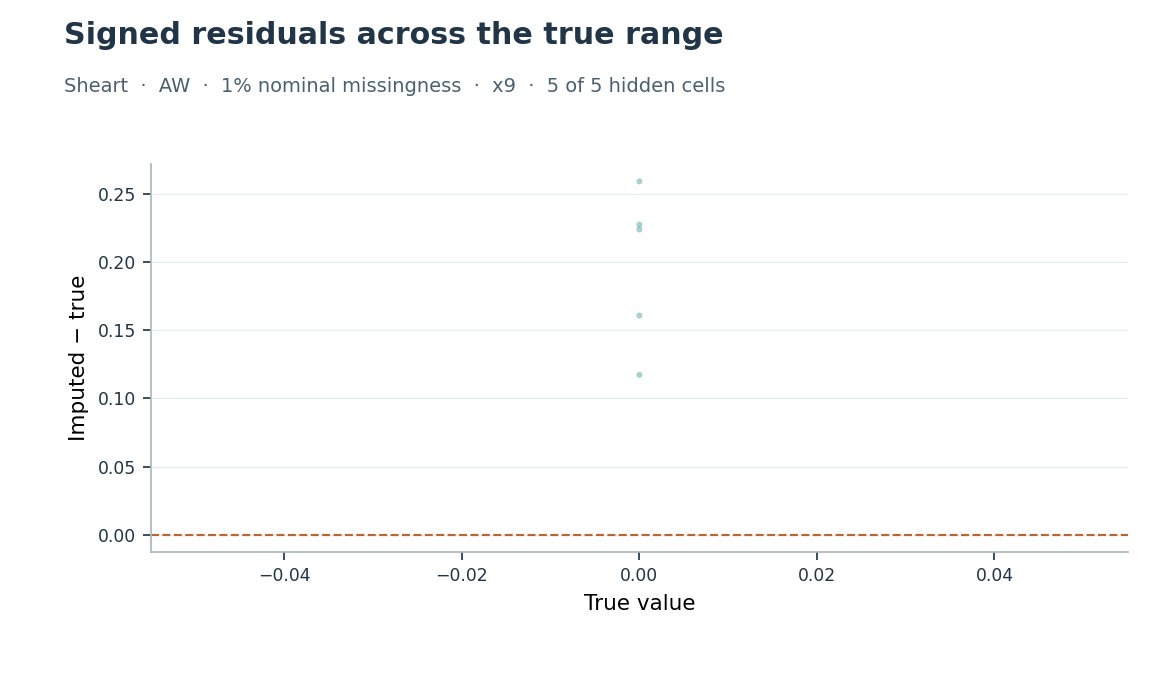 Signed residuals across the true range
Sheart · AW · 1% nominal missingness · x9 · 5 of 5 hidden cells
0.25
0.20
0.15
0.10
0.05
0.00
Imputed − true
−0.04 −0.02 0.00 0.02 0.04
True value